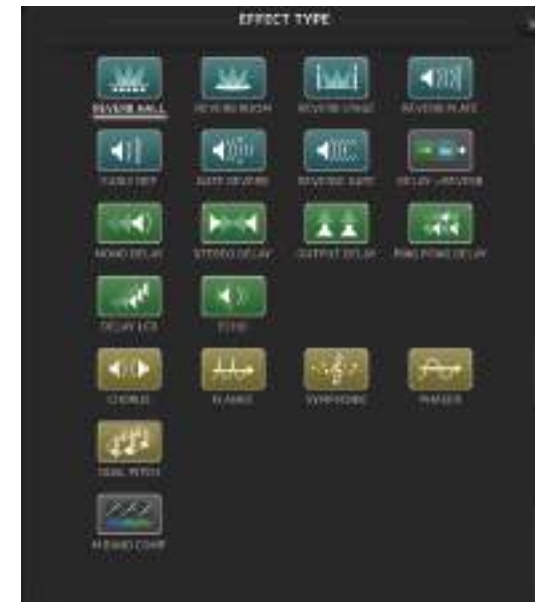 EFFECT TYPE
REVERB HALL REVERB ROOM REVERB STAGE REVERB PLATE
EARLY REF GATE REVERB REVERSE GATE DELAY ->REVERB
MONO DELAY STEREO DELAY OUTPUT DELAY PING PONG DELAY
DELAY LCR ECHO
CHORUS FLANGE SYMPHONIC PHASER
DUAL PITCH
M.BAND COMP